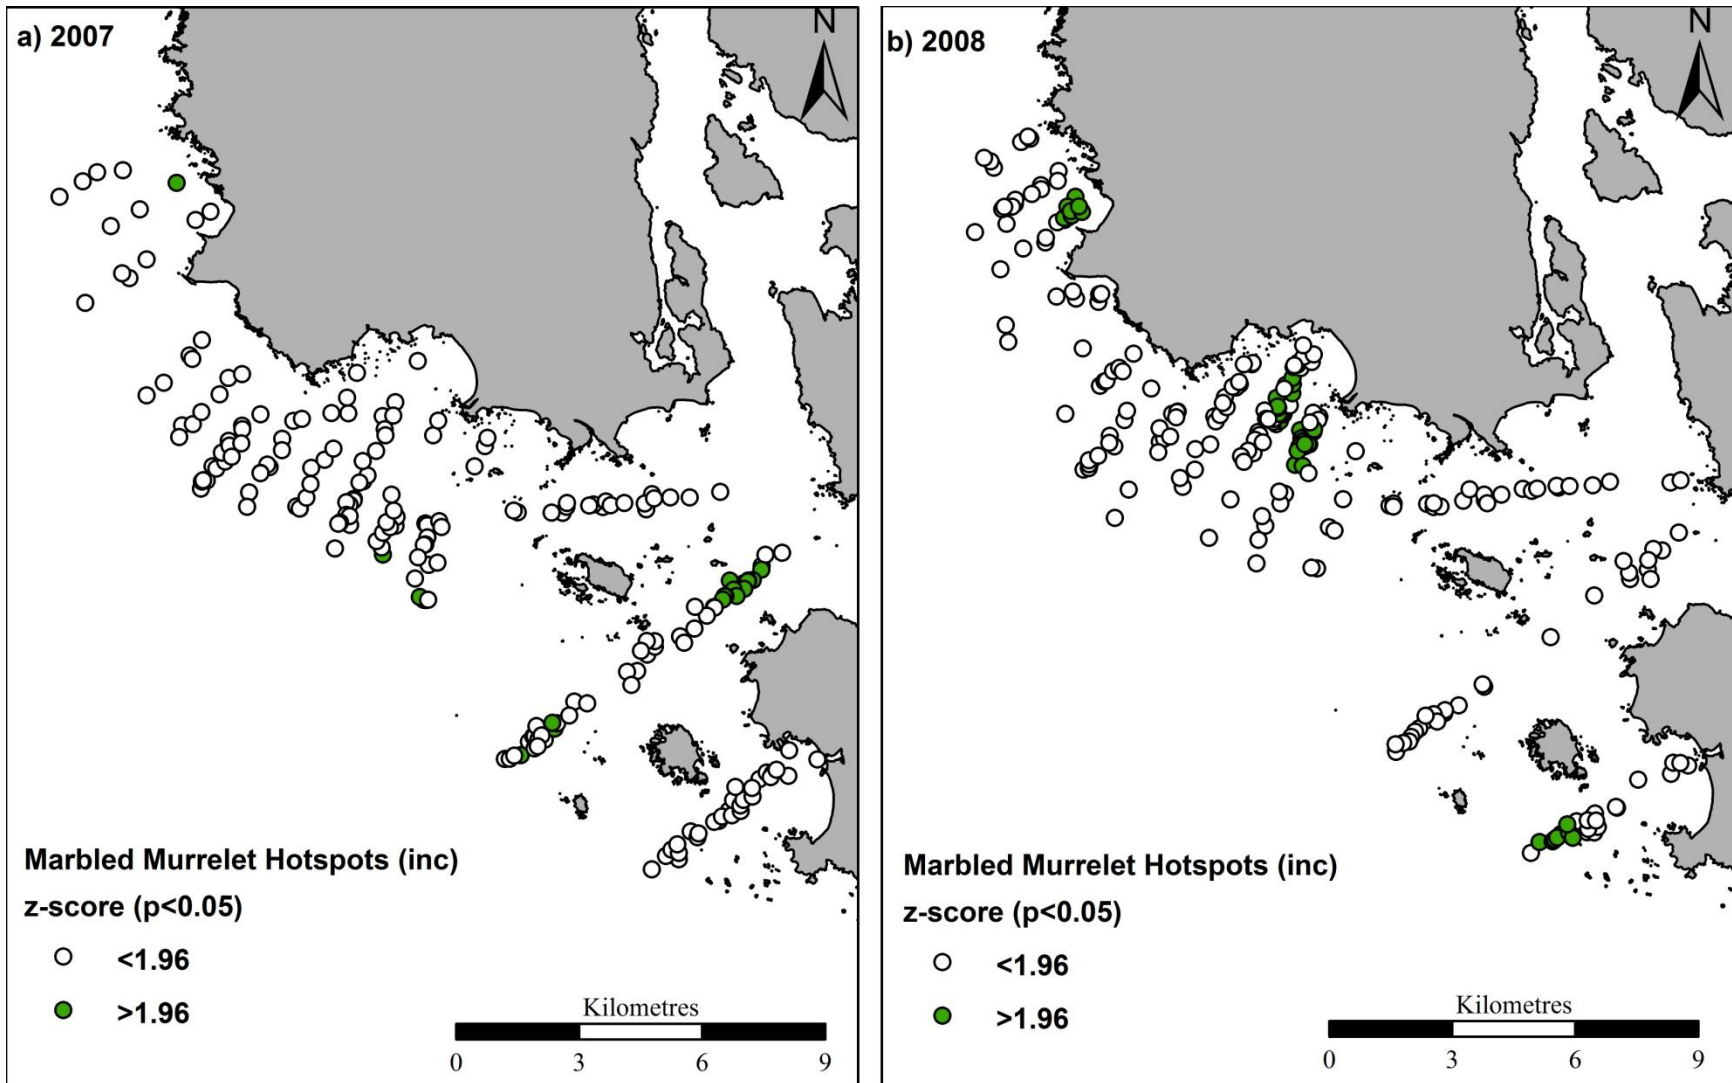 a) 2007
N
Marbled Murrelet Hotspots (inc)
z-score (p<0.05)
<1.96
>1.96
Kilometres
0 3 6 9
b) 2008
N
Marbled Murrelet Hotspots (inc)
z-score (p<0.05)
<1.96
>1.96
Kilometres
0 3 6 9